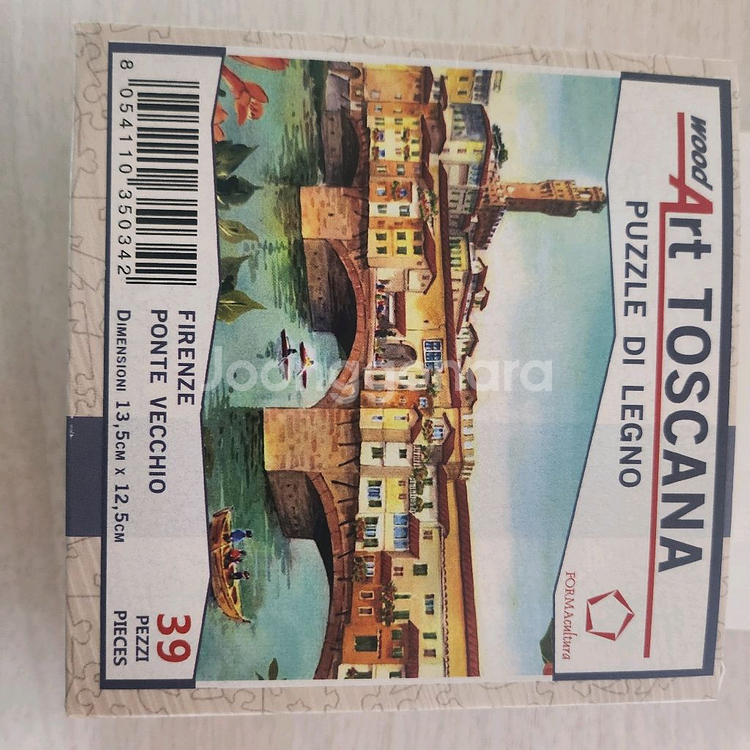 wood Art TOSCANA
PUZZLE DI LEGNO
FORMAcultura
8 054110 350342
FIRENZE
PONTE VECCHIO
DIMENSIONI 13,5CM X 12,5CM
39
PEZZI
PIECES
Joonggonara